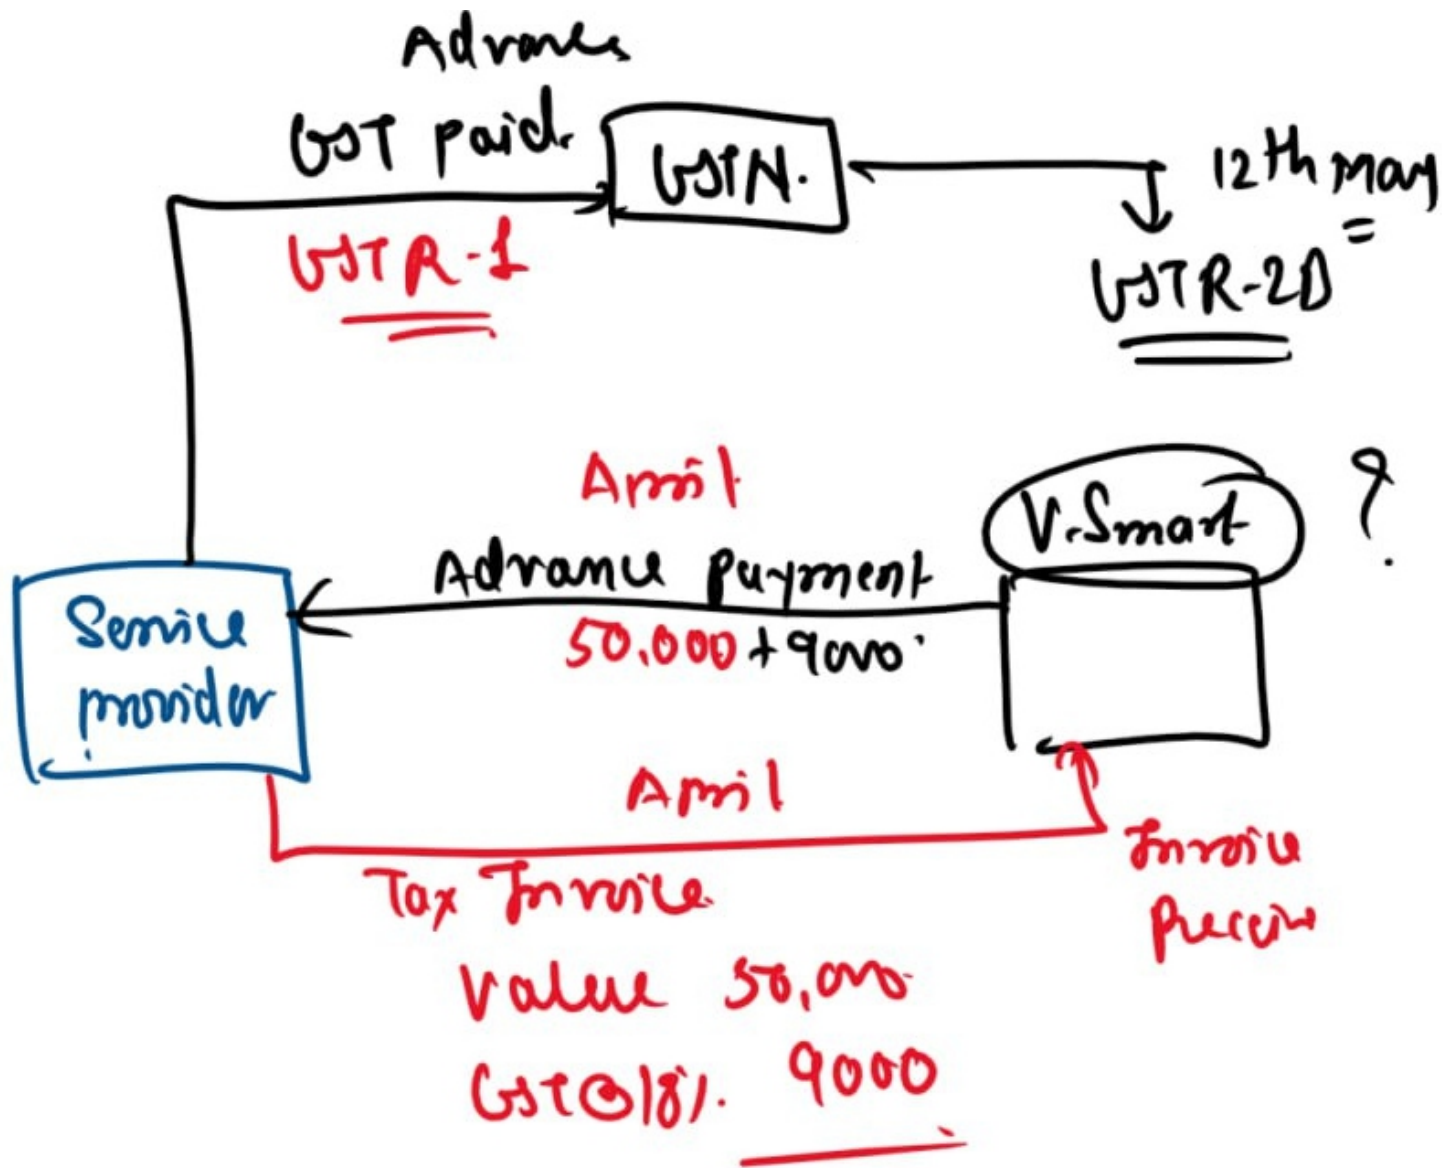 Advances
GST paid.
GSTN.
12th may
GSTR-1
GSTR-2B
April
V-Smart ?
Advance payment
50,000 + 9000
Service
provider
April
Tax Invoice
Invoice
Value 50,000
GST@18%. 9000